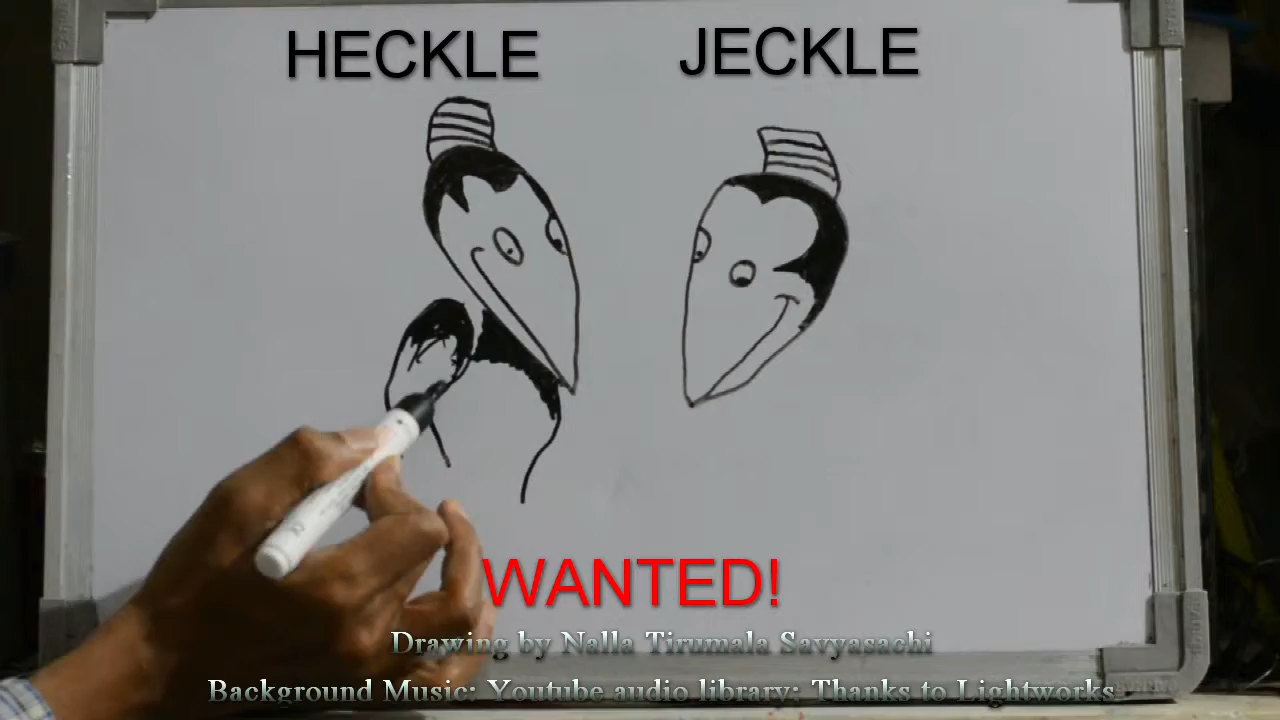 HECKLE JECKLE
WANTED!
Drawing by Nalla Tirumala Savyasachi
Background Music: Youtube audio library; Thanks to Lightworks